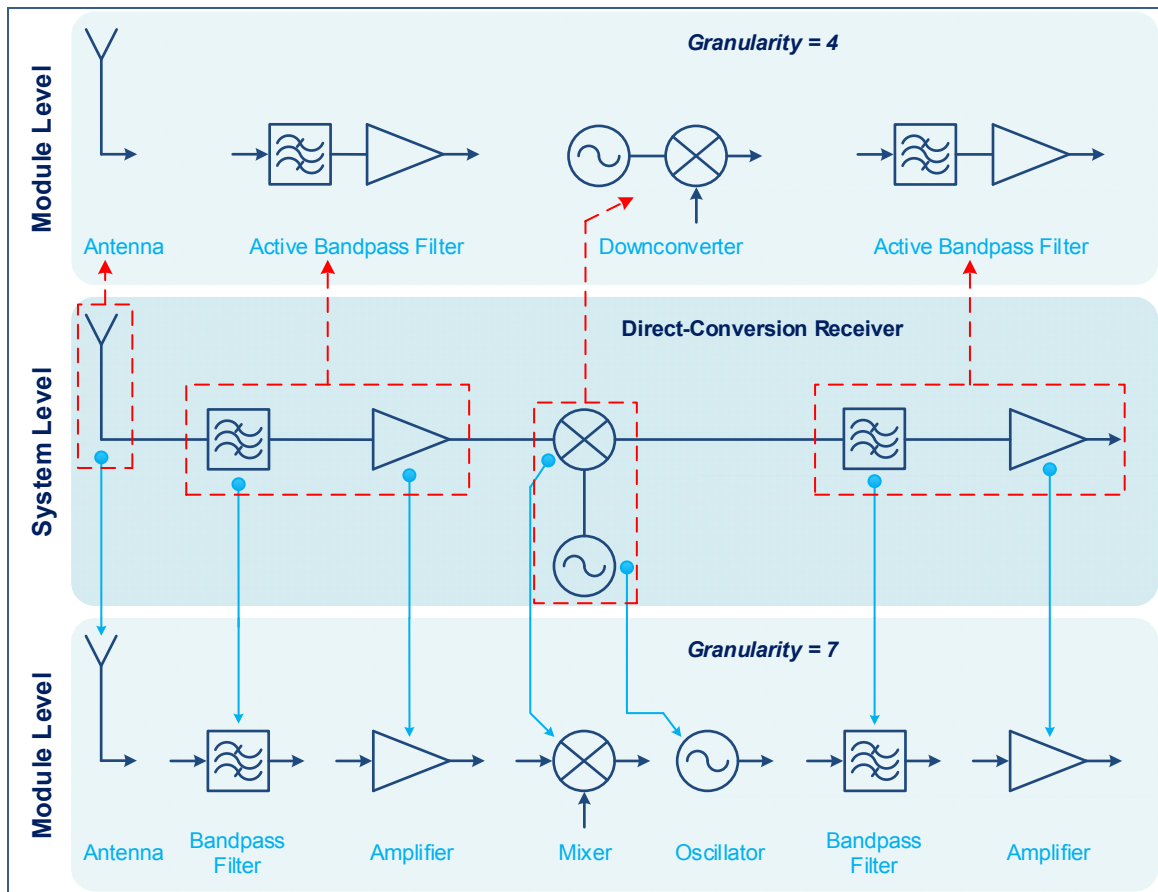 Module Level
Granularity = 4
Antenna
Active Bandpass Filter
Downconverter
Active Bandpass Filter
System Level
Direct-Conversion Receiver
Module Level
Granularity = 7
Antenna
Bandpass
Filter
Amplifier
Mixer
Oscillator
Bandpass
Filter
Amplifier